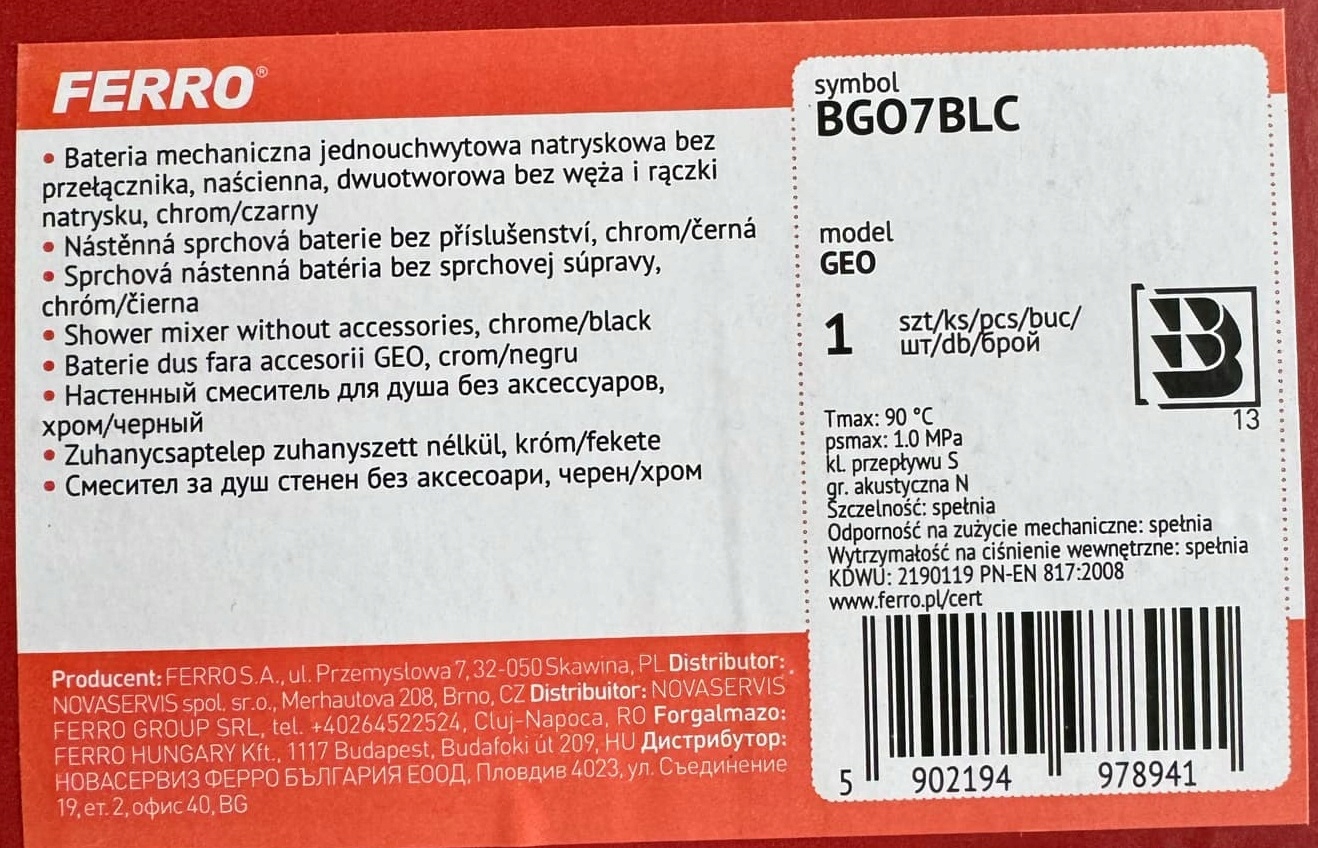 FERRO®
• Bateria mechaniczna jednouchwytowa natryskowa bez
przełącznika, naścienna, dwuotworowa bez węża i rączki
natrysku, chrom/czarny
• Nástěnná sprchová baterie bez příslušenství, chrom/černá
• Sprchová nástenná batéria bez sprchovej súpravy,
chróm/čierna
• Shower mixer without accessories, chrome/black
• Baterie dus fara accesorii GEO, crom/negru
• Настенный смеситель для душа без аксессуаров,
хром/черный
• Zuhanycsaptelep zuhanyszett nélkül, króm/fekete
• Смесител за душ стенен без аксесоари, черен/хром
Producent: FERRO S.A., ul. Przemysłowa 7, 32-050 Skawina, PL Distributor:
NOVASERVIS spol. sr.o., Merhautova 208, Brno, CZ Distribuitor: NOVASERVIS
FERRO GROUP SRL, tel. +40264522524, Cluj-Napoca, RO Forgalmazo:
FERRO HUNGARY Kft., 1117 Budapest, Budafoki út 209, HU Дистрибутор:
НОВАСЕРВИЗ ФЕРРО БЪЛГАРИЯ ЕООД, Пловдив 4023, ул. Съединение
19, ет. 2, офис 40, BG
symbol
BGO7BLC
model
GEO
1 szt/ks/pcs/buc/
шт/db/брой
B
13
Tmax: 90 °C
psmax: 1.0 MPa
kl. przepływu S
gr. akustyczna N
Szczelność: spełnia
Odporność na zużycie mechaniczne: spełnia
Wytrzymałość na ciśnienie wewnętrzne: spełnia
KDWU: 2190119 PN-EN 817:2008
www.ferro.pl/cert
5 902194 978941